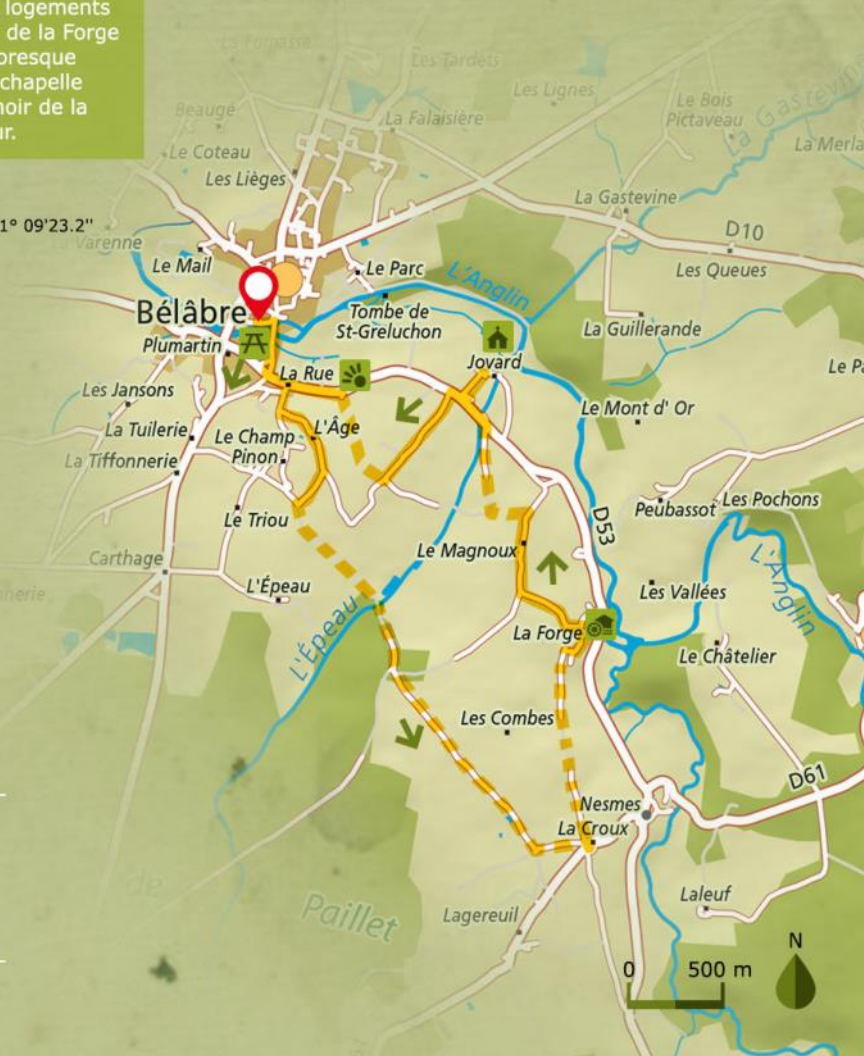 logements
de la Forge
oresque
chapelle
noir de la
ur.
La Fornasse
Les Tardets
Les Lignes
Beaugé
La Falaisière
Le Bois
Pictaveau
La Gastevine
La Merla
Le Coteau
Les Lièges
La Gastevine
1° 09'23.2"
La Varenne
D10
Le Mail
Le Parc
L'Anglin
Les Queues
Bélâbre
Tombe de
St-Greluchon
La Guillerande
Plumartin
Jovard
Le Pa
La Rue
Les Jansons
Le Mont d' Or
L'Âge
La Tuilerie
Le Champ
Pinon
La Tiffonnerie
Peubassot
Les Pochons
Le Triou
D53
Le Magnoux
L'Anglin
Carthage
L'Épeau
Les Vallées
nnerie
L'Épeau
La Forge
Le Châtelier
Les Combes
D61
Nesmes
La Croux
de
Paillet
Laleuf
Lagereuil
N
0 500 m